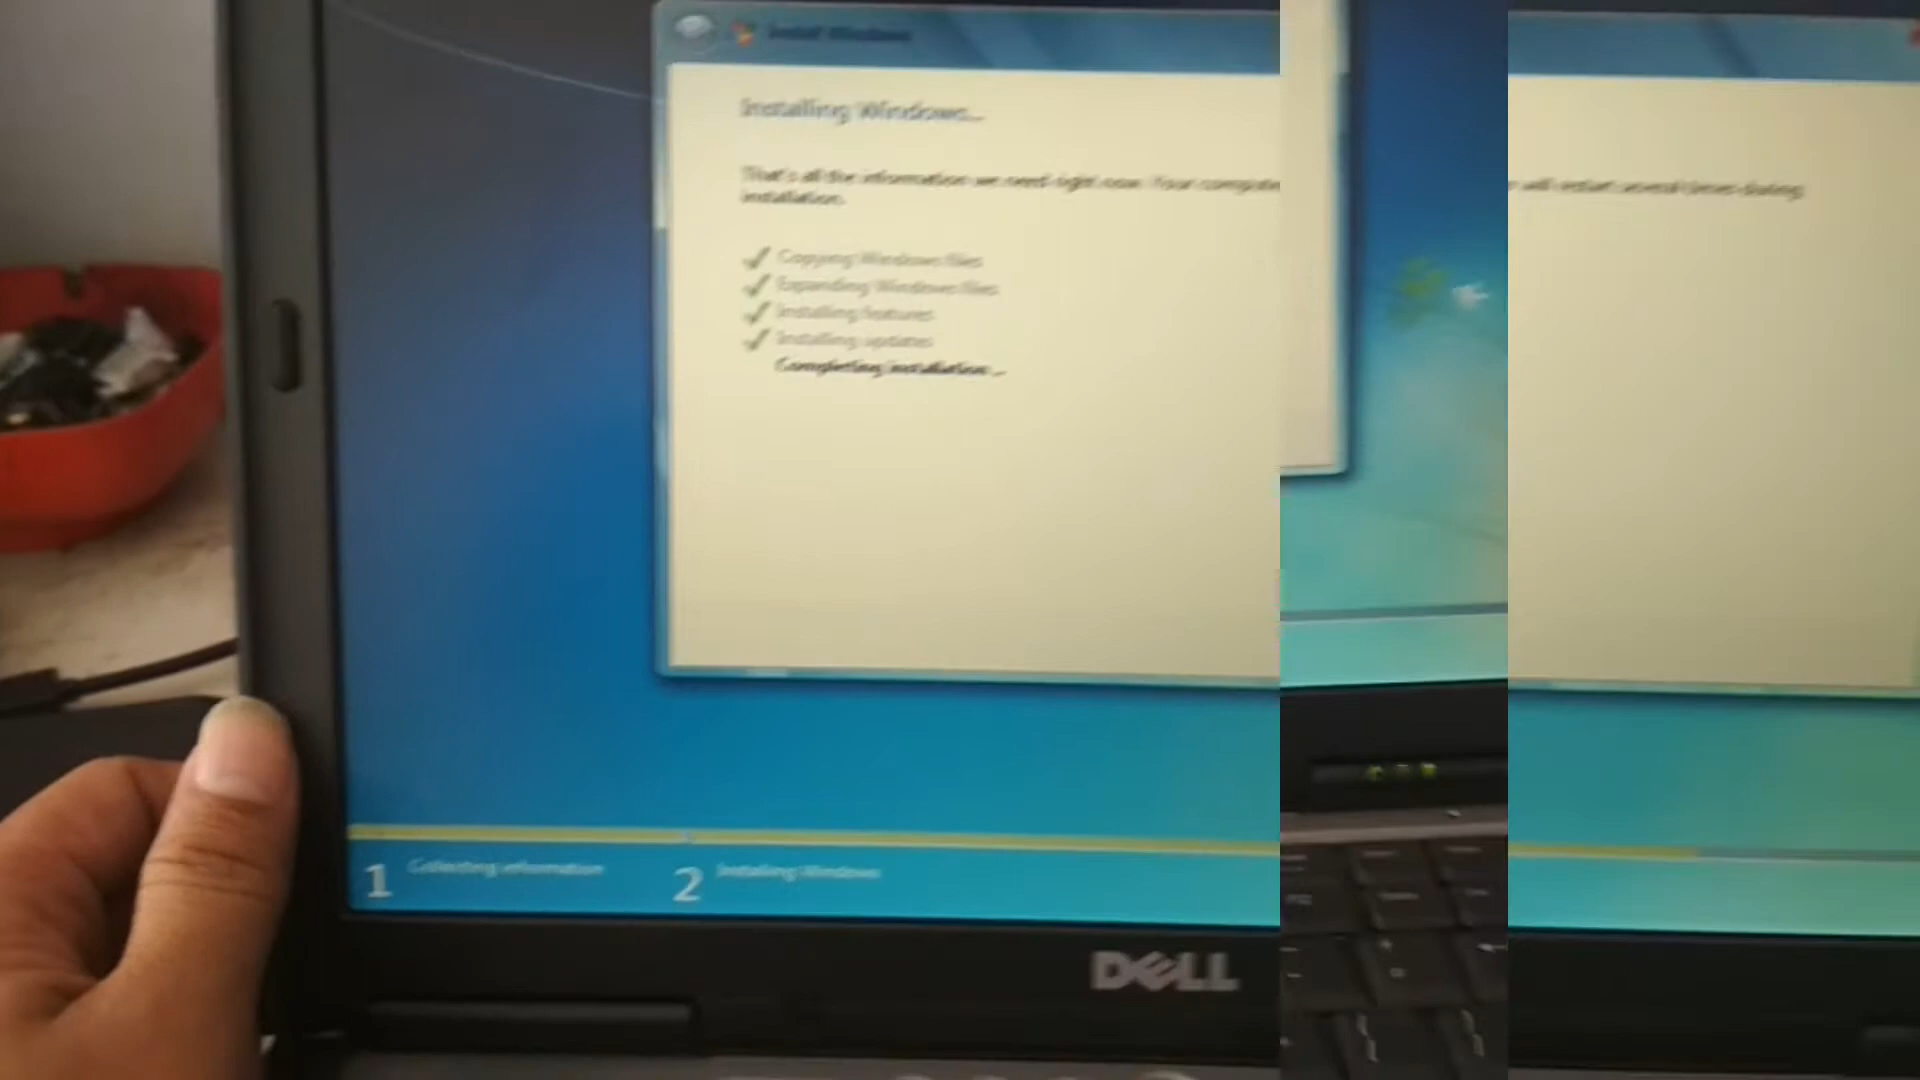 Install Windows
Installing Windows...
That's all the information we need right now. Your computer will restart several times during
installation.
Copying Windows files
Expanding Windows files
Installing features
Installing updates
Completing installation ...
1 Collecting information
2 Installing Windows
DELL